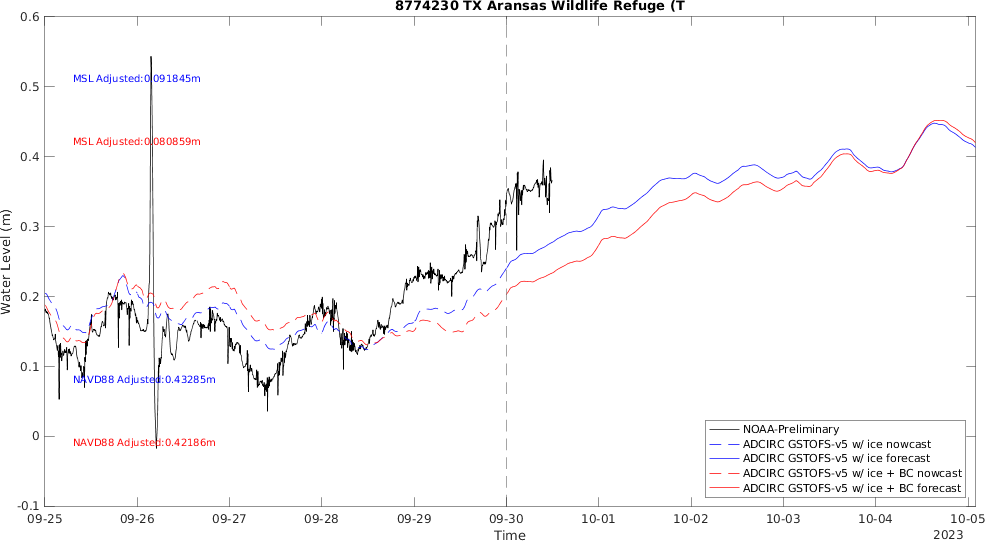 8774230 TX Aransas Wildlife Refuge (T
0.6
0.5
0.4
0.3
0.2
0.1
0
-0.1
Water Level (m)
MSL Adjusted:0.091845m
MSL Adjusted:0.080859m
NAVD88 Adjusted:0.43285m
NAVD88 Adjusted:0.42186m
NOAA-Preliminary
ADCIRC GSTOFS-v5 w/ ice nowcast
ADCIRC GSTOFS-v5 w/ ice forecast
ADCIRC GSTOFS-v5 w/ ice + BC nowcast
ADCIRC GSTOFS-v5 w/ ice + BC forecast
09-25 09-26 09-27 09-28 09-29 09-30 10-01 10-02 10-03 10-04 10-05
Time
2023